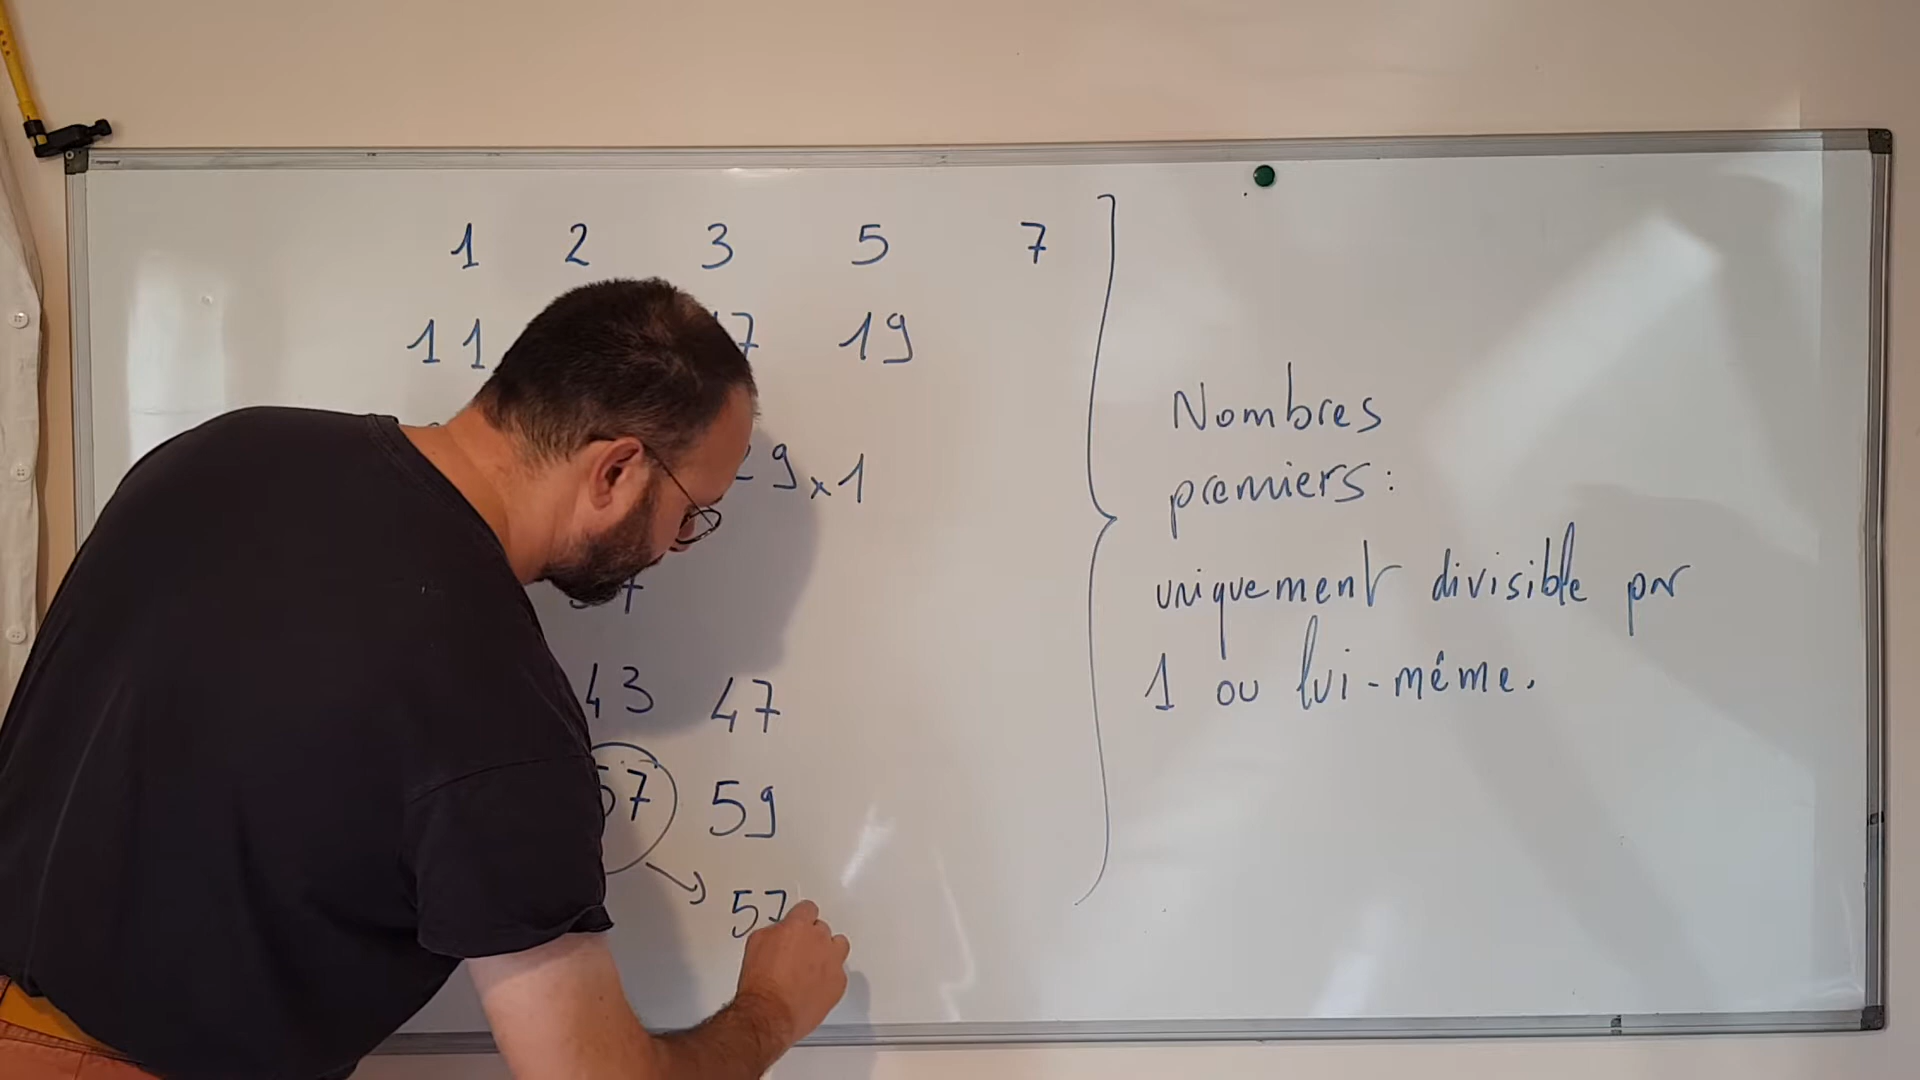 1 2 3 5 7
11 7 19
9 x 1
43 47
57 59
57
Nombres
premiers :
uniquement divisible par
1 ou lui-même.